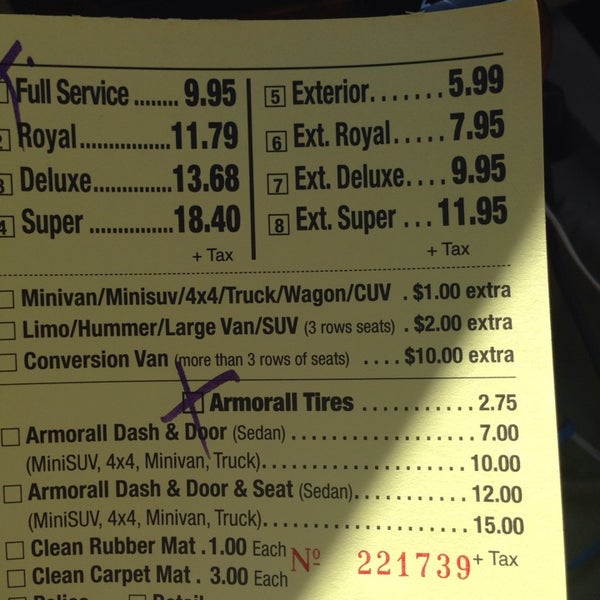 Full Service ........ 9.95
2 Royal.................11.79
3 Deluxe...............13.68
4 Super ...............18.40
+ Tax
5 Exterior.......5.99
6 Ext. Royal.....7.95
7 Ext. Deluxe....9.95
8 Ext. Super ...11.95
+ Tax
Minivan/Minisuv/4x4/Truck/Wagon/CUV . $1.00 extra
Limo/Hummer/Large Van/SUV (3 rows seats) . $2.00 extra
Conversion Van (more than 3 rows of seats) .... $10.00 extra
Armorall Tires .......... 2.75
Armorall Dash & Door (Sedan) .................. 7.00
(MiniSUV, 4x4, Minivan, Truck)..................... 10.00
Armorall Dash & Door & Seat (Sedan).......... 12.00
(MiniSUV, 4x4, Minivan, Truck)...................... 15.00
Clean Rubber Mat .1.00 Each
Clean Carpet Mat . 3.00 Each
Nº 221739
+ Tax